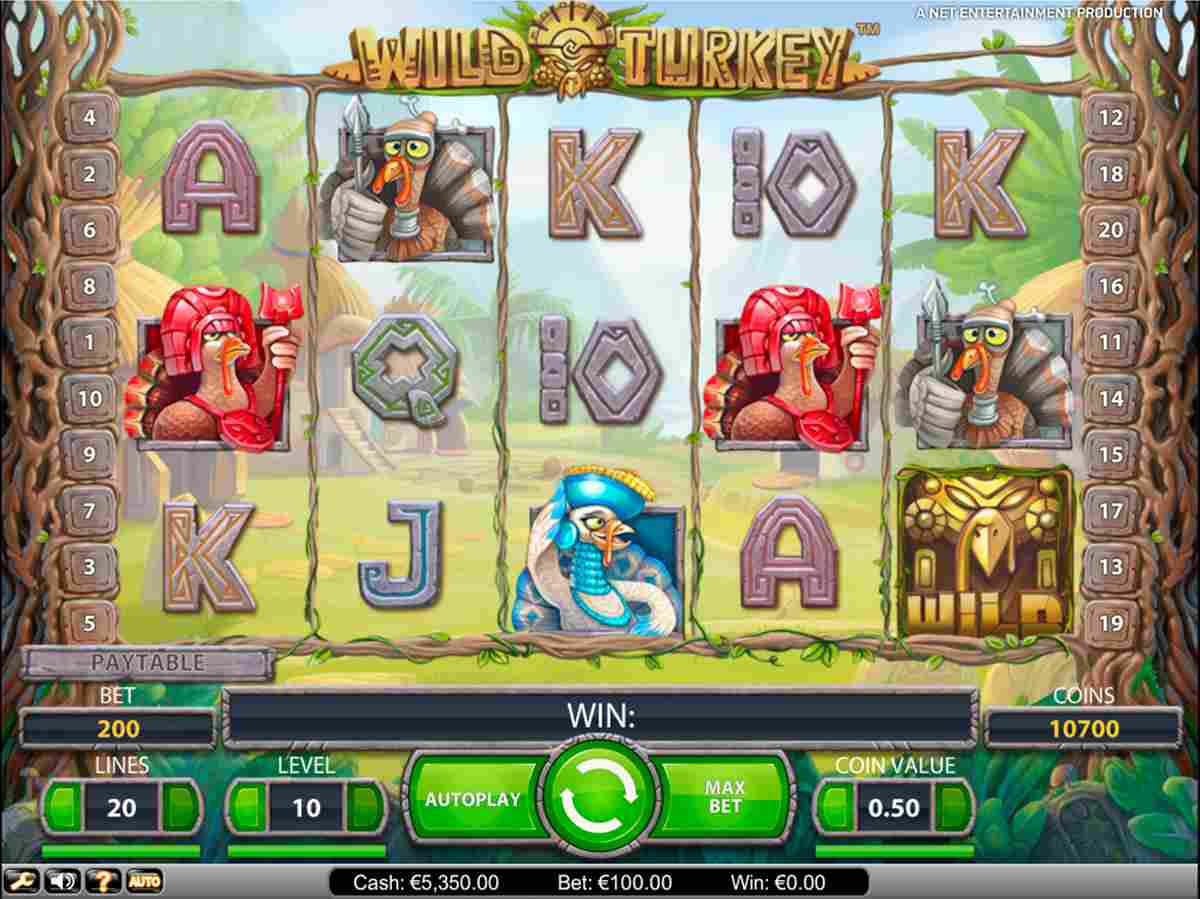 A NET ENTERTAINMENT PRODUCTION
WILD TURKEY™
4
2
6
8
1
10
9
7
3
5
A K 10 K
Q 10
K J A WILD
12
18
20
16
11
14
15
17
13
19
PAYTABLE
BET
200
WIN:
COINS
10700
LINES
20
LEVEL
10
AUTOPLAY
MAX
BET
COIN VALUE
0.50
AUTO
Cash: €5,350.00 Bet: €100.00 Win: €0.00